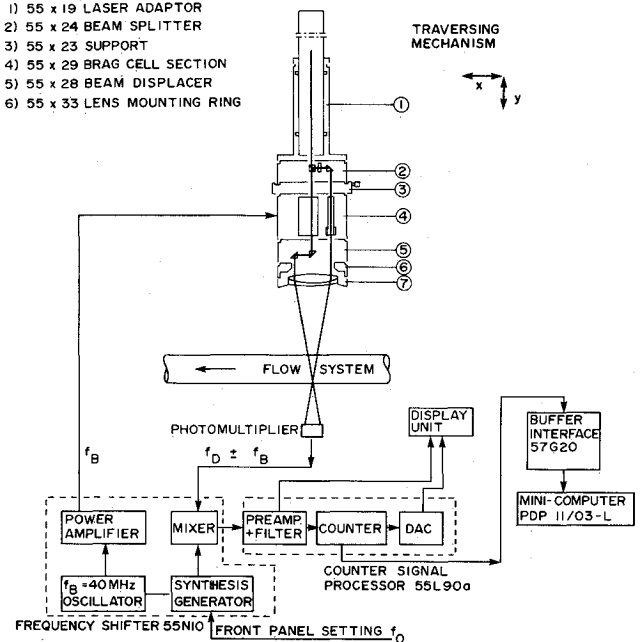 1) 55 x 19 LASER ADAPTOR
2) 55 x 24 BEAM SPLITTER
3) 55 x 23 SUPPORT
4) 55 x 29 BRAG CELL SECTION
5) 55 x 28 BEAM DISPLACER
6) 55 x 33 LENS MOUNTING RING
TRAVERSING
MECHANISM
x
y
1
2
3
4
5
6
7
FLOW SYSTEM
PHOTOMULTIPLIER
f_B
f_D ± f_B
DISPLAY
UNIT
BUFFER
INTERFACE
57G20
MINI-COMPUTER
PDP 11/03-L
POWER
AMPLIFIER
MIXER
PREAMP.
+FILTER
COUNTER
DAC
f_B = 40 MHz
OSCILLATOR
SYNTHESIS
GENERATOR
COUNTER SIGNAL
PROCESSOR 55L90a
FREQUENCY SHIFTER 55N10
FRONT PANEL SETTING f_O